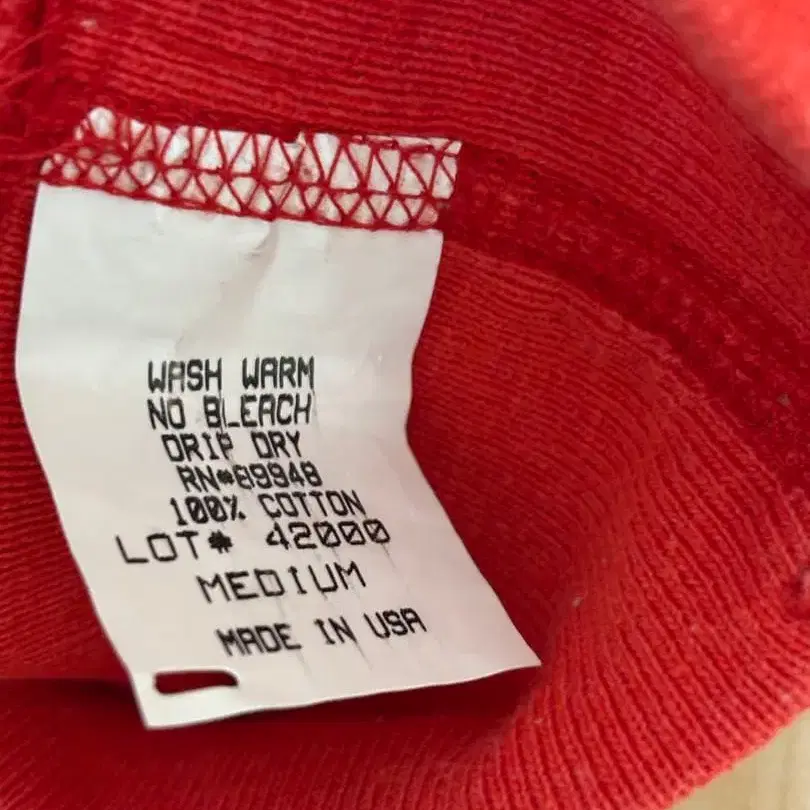 WASH WARM
NO BLEACH
DRIP DRY
RN#89948
100% COTTON
LOT# 42000
MEDIUM
MADE IN USA